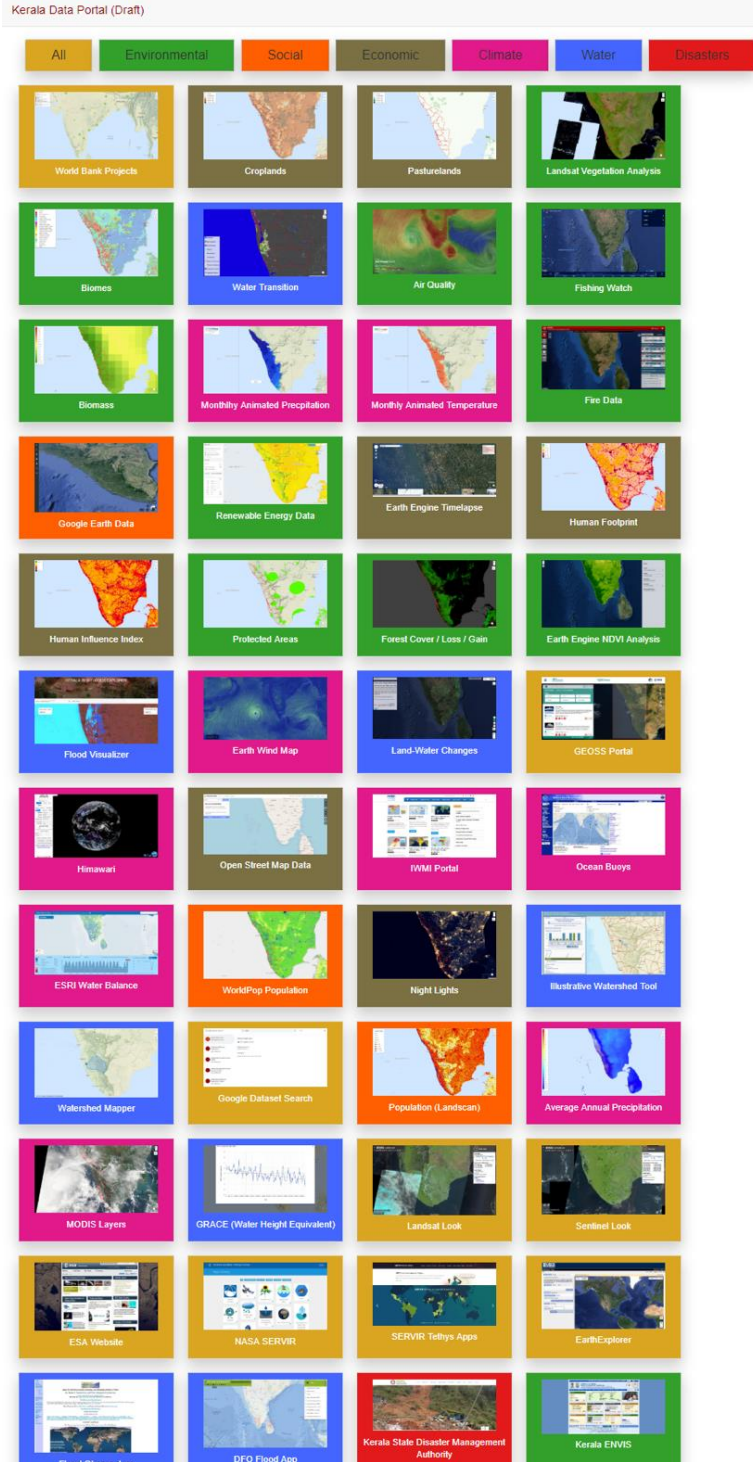 Kerala Data Portal (Draft)
All Environmental Social Economic Climate Water Disasters
World Bank Projects
Croplands
Pasturelands
Landsat Vegetation Analysis
Biomes
Water Transition
Air Quality
Fishing Watch
Biomass
Monthlhy Animated Precpitation
Monthly Animated Temperature
Fire Data
Google Earth Data
Renewable Energy Data
Earth Engine Timelapse
Human Footprint
Human Influence Index
Protected Areas
Forest Cover / Loss / Gain
Earth Engine NDVI Analysis
Flood Visualizer
Earth Wind Map
Land-Water Changes
GEOSS Portal
Himawari
Open Street Map Data
IWMI Portal
Ocean Buoys
ESRI Water Balance
WorldPop Population
Night Lights
Illustrative Watershed Tool
Watershed Mapper
Google Dataset Search
Population (Landscan)
Average Annual Precipitation
MODIS Layers
GRACE (Water Height Equivalent)
Landsat Look
Sentinel Look
ESA Website
NASA SERVIR
SERVIR Tethys Apps
EarthExplorer
DFO Flood App
Kerala State Disaster Management
Authority
Kerala ENVIS